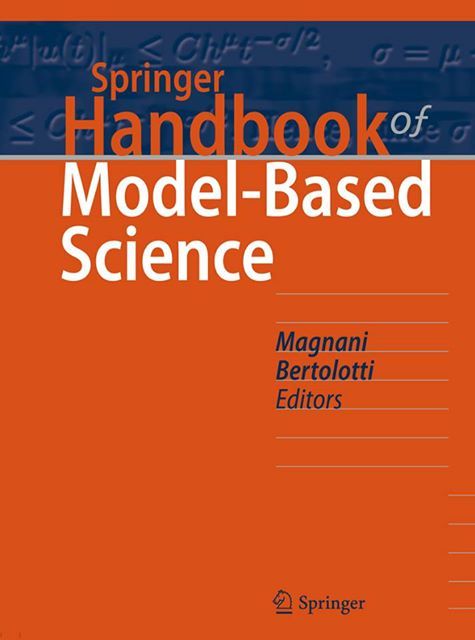 Springer
Handbook of
Model-Based
Science
Magnani
Bertolotti
Editors
Springer